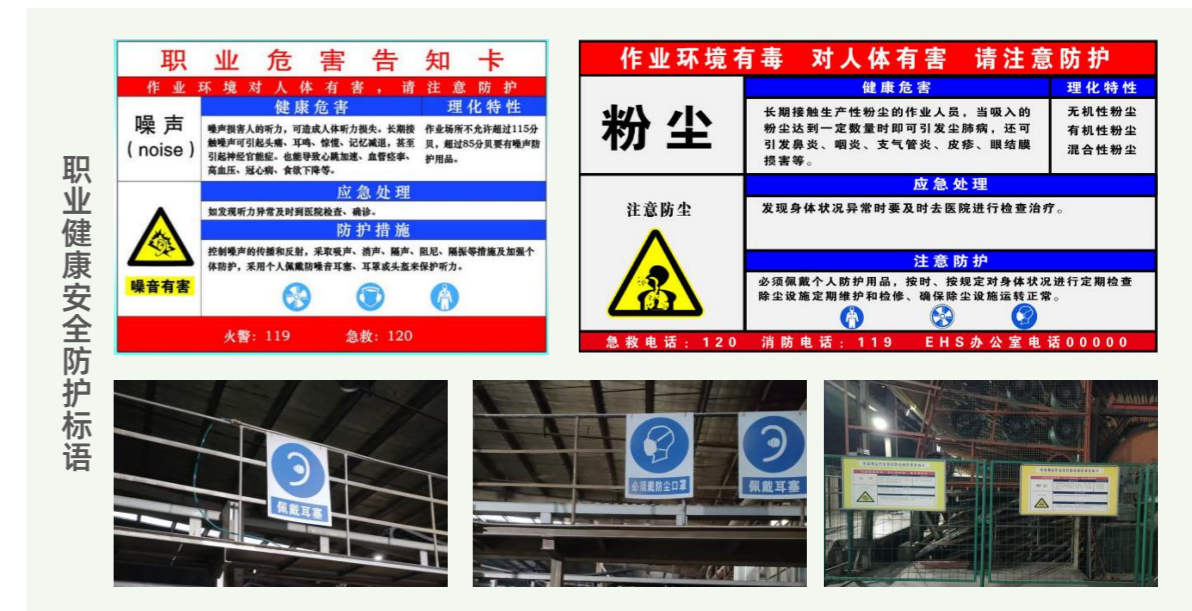 职业健康安全防护标语
职业危害告知卡
作业环境对人体有害，请注意防护
噪声
(noise)
健康危害
理化特性
噪声损害人的听力，可造成人体听力损失。长期接
触噪声可引起头痛、耳鸣、惊慌、记忆减退，甚至
引起神经官能症。也能导致心跳加速、血管痉挛、
高血压、冠心病、食欲下降等。
作业场所不允许超过115分
贝，超过85分贝要有噪声防
护用品。
应急处理
如发现听力异常及时到医院检查、确诊。
防护措施
控制噪声的传播和反射，采取吸声、消声、隔声、阻尼、隔振等措施及加强个
体防护，采用个人佩戴防噪音耳塞、耳罩或头盔来保护听力。
噪音有害
火警：119 急救：120
作业环境有毒 对人体有害 请注意防护
粉尘
健康危害
理化特性
长期接触生产性粉尘的作业人员，当吸入的
粉尘达到一定数量时即可引发尘肺病，还可
引发鼻炎、咽炎、支气管炎、皮疹、眼结膜
损害等。
无机性粉尘
有机性粉尘
混合性粉尘
注意防尘
应急处理
发现身体状况异常时要及时去医院进行检查治疗。
注意防护
必须佩戴个人防护用品，按时、按规定对身体状况进行定期检查
除尘设施定期维护和检修、确保除尘设施运转正常。
急救电话：120 消防电话：119 EHS办公室电话00000
佩戴耳塞
必须戴防尘口罩
佩戴耳塞